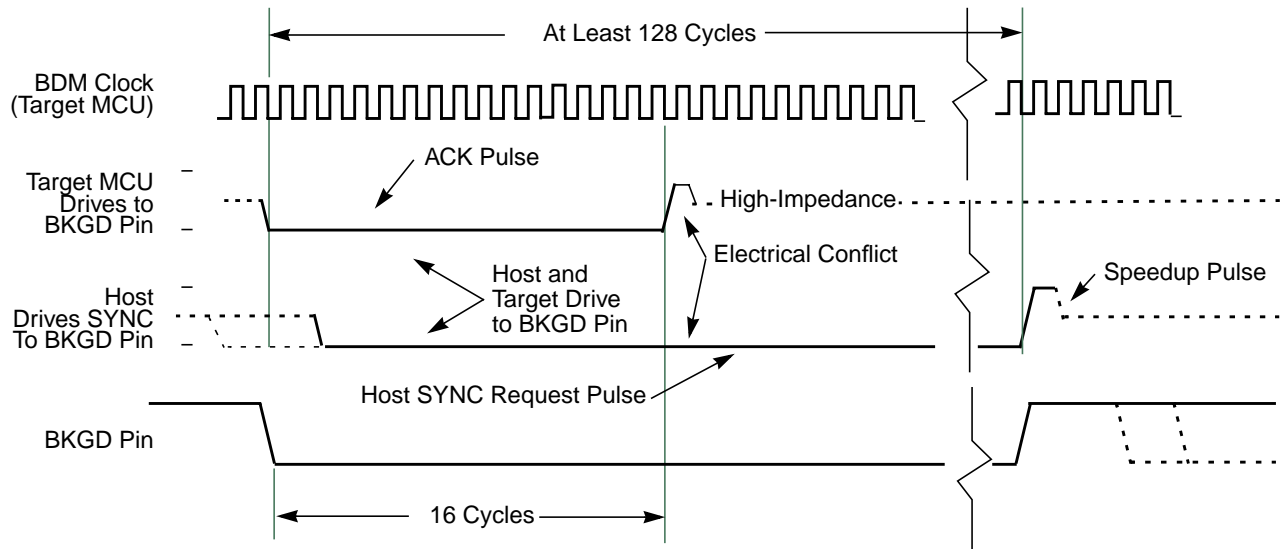 At Least 128 Cycles
BDM Clock
(Target MCU)
ACK Pulse
Target MCU
Drives to
BKGD Pin
High-Impedance
Electrical Conflict
Speedup Pulse
Host and
Target Drive
to BKGD Pin
Host
Drives SYNC
To BKGD Pin
Host SYNC Request Pulse
BKGD Pin
16 Cycles